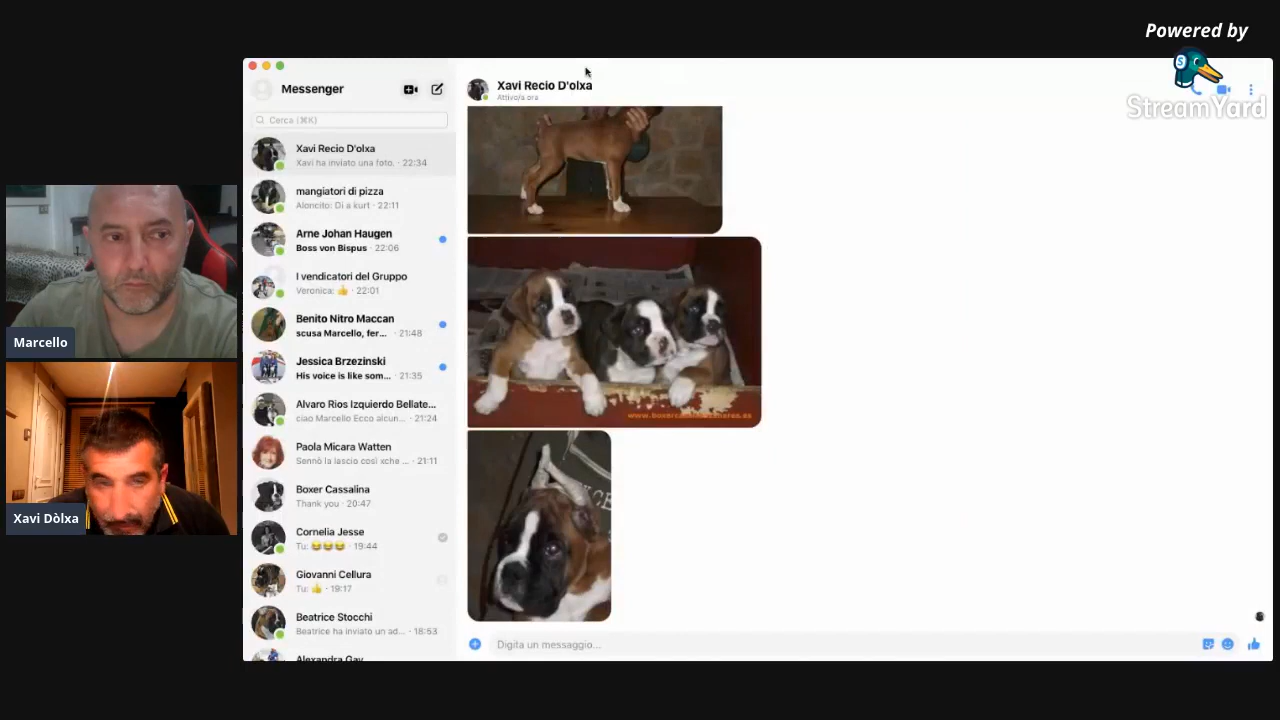 Powered by
StreamYard
Messenger
Cerca (⌘K)
Xavi Recio D'olxa
Xavi ha inviato una foto. · 22:34
mangiatori di pizza
Aloncito: Di a kurt · 22:11
Arne Johan Haugen
Boss von Bispus · 22:06
I vendicatori del Gruppo
Veronica: 👍 · 22:01
Benito Nitro Maccan
scusa Marcello, fer... · 21:48
Jessica Brzezinski
His voice is like som... · 21:35
Alvaro Rios Izquierdo Bellate...
ciao Marcello Ecco alcun... · 21:24
Paola Micara Watten
Sennò la lascio così xche ... · 21:11
Boxer Cassalina
Thank you · 20:47
Cornelia Jesse
Tu: 😂😂😂 · 19:44
Giovanni Cellura
Tu: 👍 · 19:17
Beatrice Stocchi
Beatrice ha inviato un ad... · 18:53
Alexandra Gay
Xavi Recio D'olxa
Attivo/a ora
Digita un messaggio...
Marcello
Xavi Dòlxa